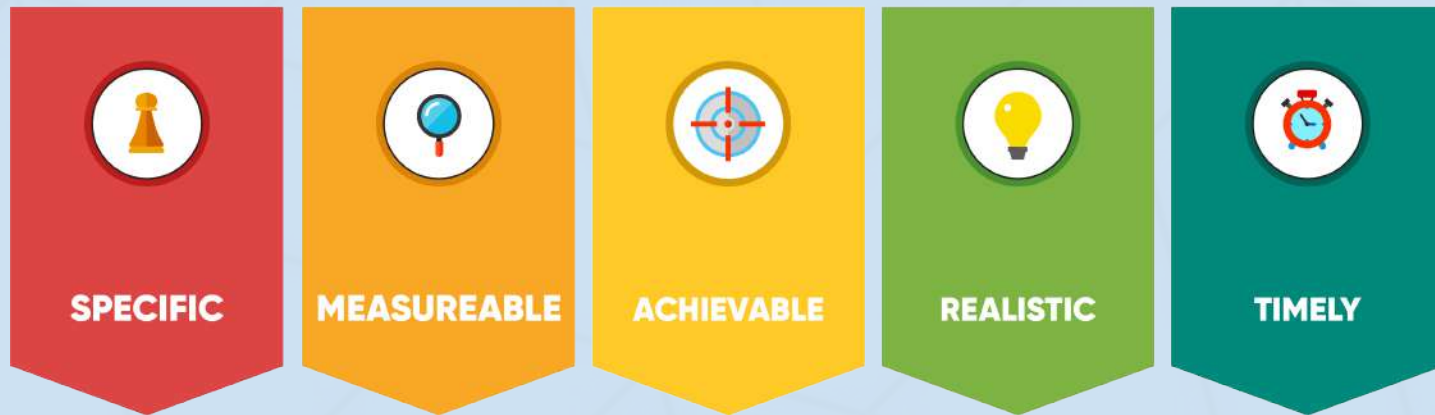 SPECIFIC
MEASUREABLE
ACHIEVABLE
REALISTIC
TIMELY